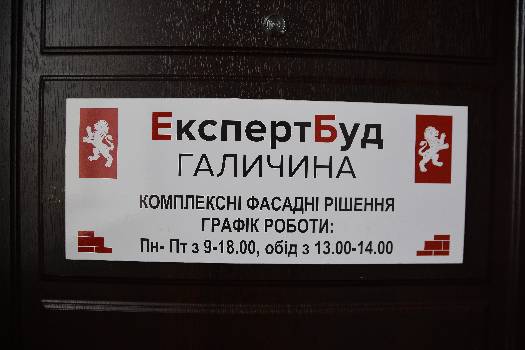 ЕкспертБуд
ГАЛИЧИНА
КОМПЛЕКСНІ ФАСАДНІ РІШЕННЯ
ГРАФІК РОБОТИ:
Пн- Пт з 9-18.00, обід з 13.00-14.00